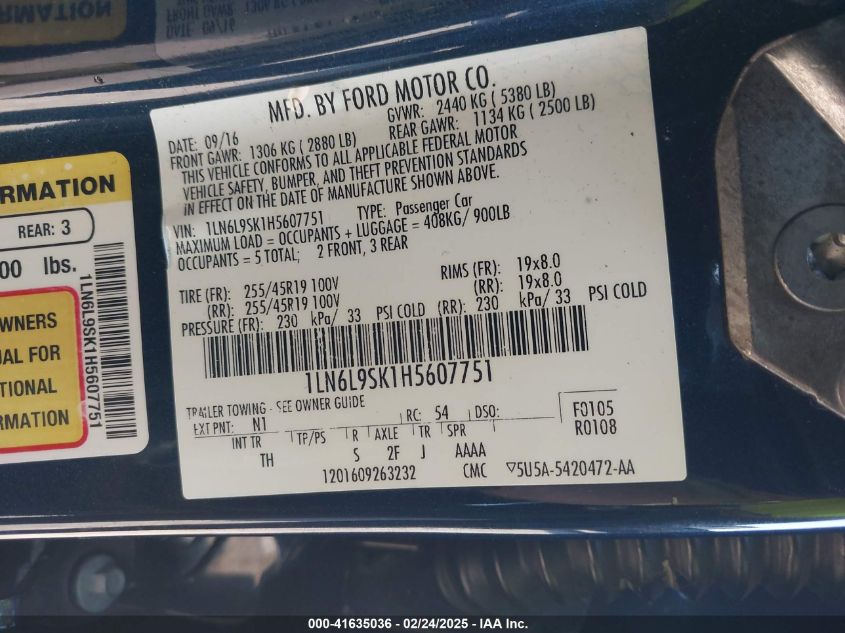 RMATION
REAR: 3
00 lbs.
WNERS
UAL FOR
TIONAL
RMATION
1LN6L9SK1H5607751
MFD. BY FORD MOTOR CO.
DATE: 09/16 GVWR: 2440 KG ( 5380 LB)
FRONT GAWR: 1306 KG ( 2880 LB) REAR GAWR: 1134 KG ( 2500 LB)
THIS VEHICLE CONFORMS TO ALL APPLICABLE FEDERAL MOTOR
VEHICLE SAFETY, BUMPER, AND THEFT PREVENTION STANDARDS
IN EFFECT ON THE DATE OF MANUFACTURE SHOWN ABOVE.
VIN: 1LN6L9SK1H5607751 TYPE: Passenger Car
MAXIMUM LOAD = OCCUPANTS + LUGGAGE = 408KG/ 900LB
OCCUPANTS = 5 TOTAL; 2 FRONT, 3 REAR
TIRE (FR): 255/45R19 100V RIMS (FR): 19x8.0
(RR): 255/45R19 100V (RR): 19x8.0
PRESSURE (FR): 230 kPa/ 33 PSI COLD (RR): 230 kPa/ 33 PSI COLD
1LN6L9SK1H5607751
TRAILER TOWING - SEE OWNER GUIDE
EXT PNT: N1 RC: 54 DSO: F0105
R0108
INT TR TP/PS R AXLE TR SPR
TH S 2F J AAAA
1201609263232 CMC ▽5U5A-5420472-AA
000-41635036 - 02/24/2025 - IAA Inc.